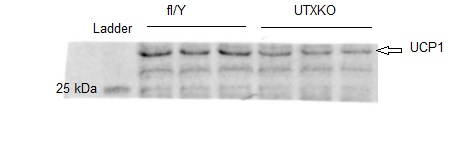 fl/Y UTXKO
Ladder
UCP1
25 kDa